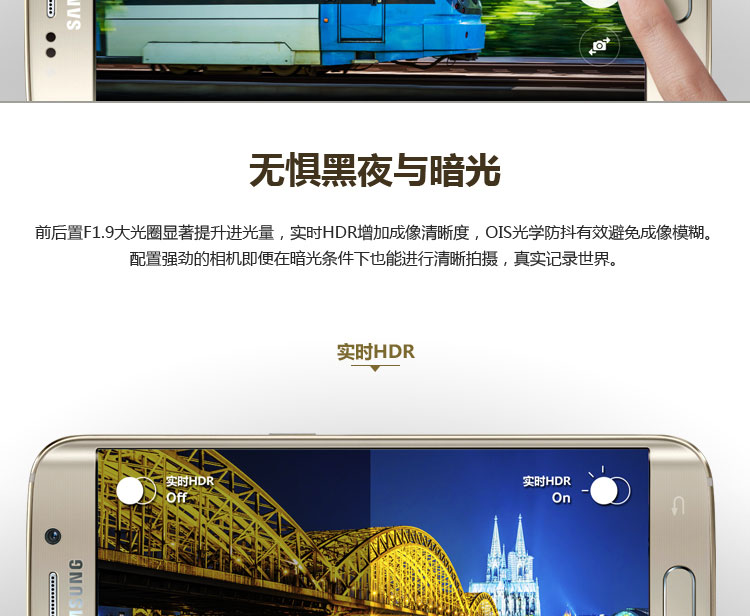 SAM
无惧黑夜与暗光
前后置F1.9大光圈显著提升进光量，实时HDR增加成像清晰度，OIS光学防抖有效避免成像模糊。
配置强劲的相机即便在暗光条件下也能进行清晰拍摄，真实记录世界。
实时HDR
实时HDR
Off
实时HDR
On
SUNG